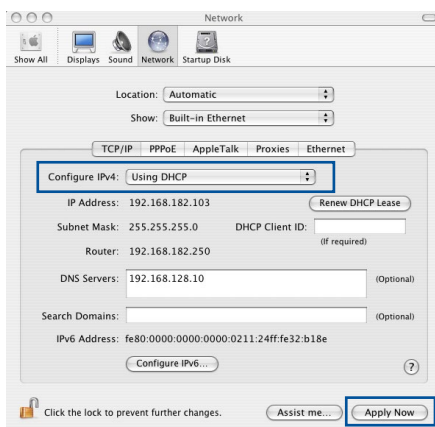 Network
Show All Displays Sound Network Startup Disk
Location: Automatic
Show: Built-in Ethernet
TCP/IP PPPoE AppleTalk Proxies Ethernet
Configure IPv4: Using DHCP
IP Address: 192.168.182.103 Renew DHCP Lease
Subnet Mask: 255.255.255.0 DHCP Client ID:
(If required)
Router: 192.168.182.250
DNS Servers: 192.168.128.10 (Optional)
Search Domains: (Optional)
IPv6 Address: fe80:0000:0000:0000:0211:24ff:fe32:b18e
Configure IPv6... ?
Click the lock to prevent further changes. Assist me... Apply Now